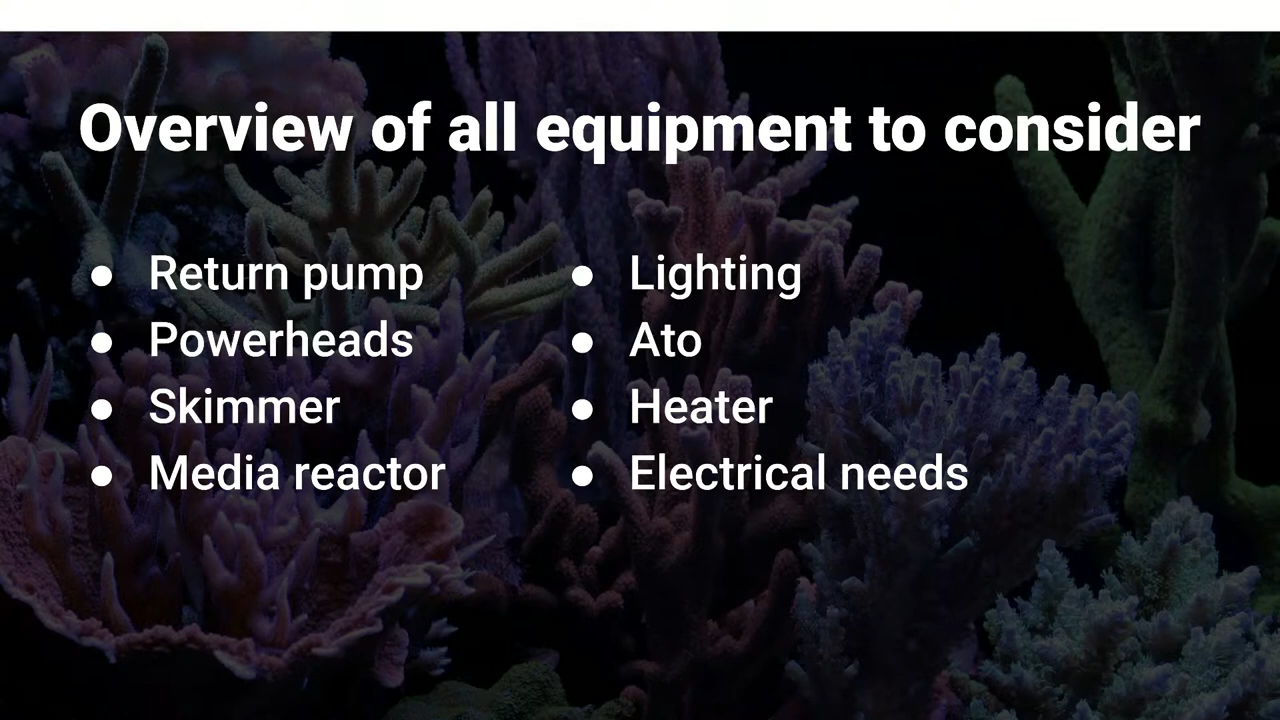 Overview of all equipment to consider
● Return pump
● Powerheads
● Skimmer
● Media reactor
● Lighting
● Ato
● Heater
● Electrical needs